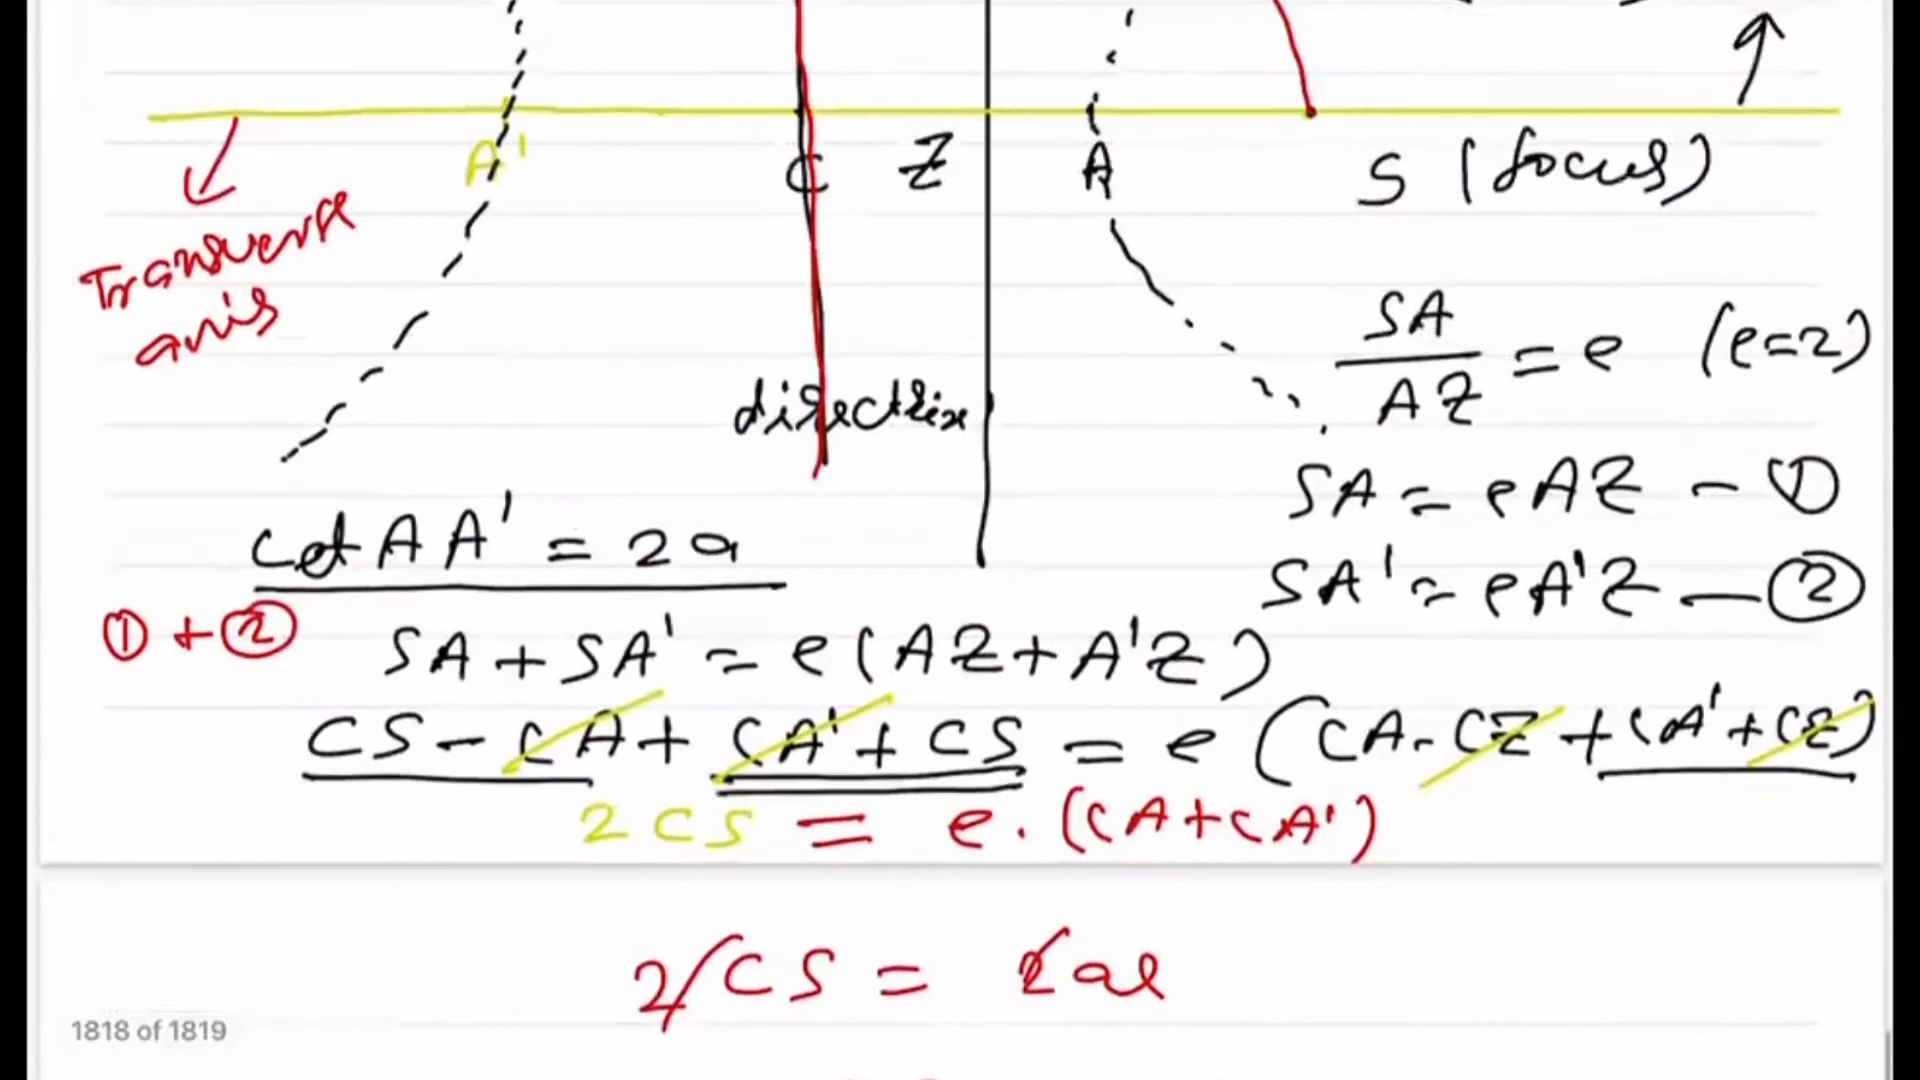 A' C Z A S (focus)
Transverse
axis
SA/AZ = e (e=2)
directrix
SA = eAZ - ①
Let AA' = 2a
SA' = eA'Z — ②
① + ② SA + SA' = e(AZ + A'Z)
CS - CA + CA' + CS = e(CA - CZ + CA' + CZ)
2CS = e.(CA+CA')
2CS = 2ae
1818 of 1819